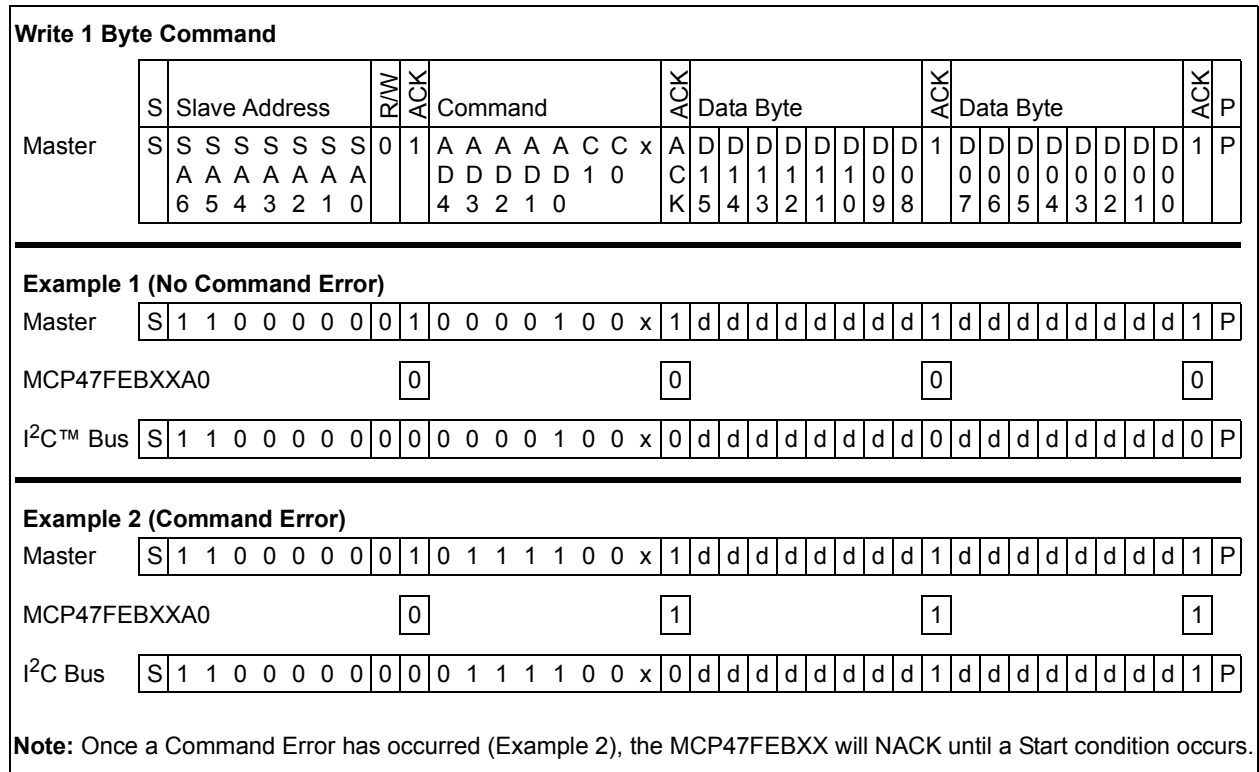 Write 1 Byte Command
S Slave Address R/W ACK Command ACK Data Byte ACK Data Byte ACK P
Master S S S S S S S S 0 1 A A A A A C C x A D D D D D D D D 1 D D D D D D D D 1 P
A A A A A A A D D D D D 1 0 C 1 1 1 1 1 1 0 0 0 0 0 0 0 0 0 0
6 5 4 3 2 1 0 4 3 2 1 0 K 5 4 3 2 1 0 9 8 7 6 5 4 3 2 1 0
Example 1 (No Command Error)
Master S 1 1 0 0 0 0 0 0 1 0 0 0 0 1 0 0 x 1 d d d d d d d d 1 d d d d d d d d 1 P
MCP47FEBXXA0 0 0 0 0
I2C™ Bus S 1 1 0 0 0 0 0 0 0 0 0 0 0 1 0 0 x 0 d d d d d d d d 0 d d d d d d d d 0 P
Example 2 (Command Error)
Master S 1 1 0 0 0 0 0 0 1 0 1 1 1 1 0 0 x 1 d d d d d d d d 1 d d d d d d d d 1 P
MCP47FEBXXA0 0 1 1 1
I2C Bus S 1 1 0 0 0 0 0 0 0 0 1 1 1 1 0 0 x 0 d d d d d d d d 1 d d d d d d d d 1 P
Note: Once a Command Error has occurred (Example 2), the MCP47FEBXX will NACK until a Start condition occurs.